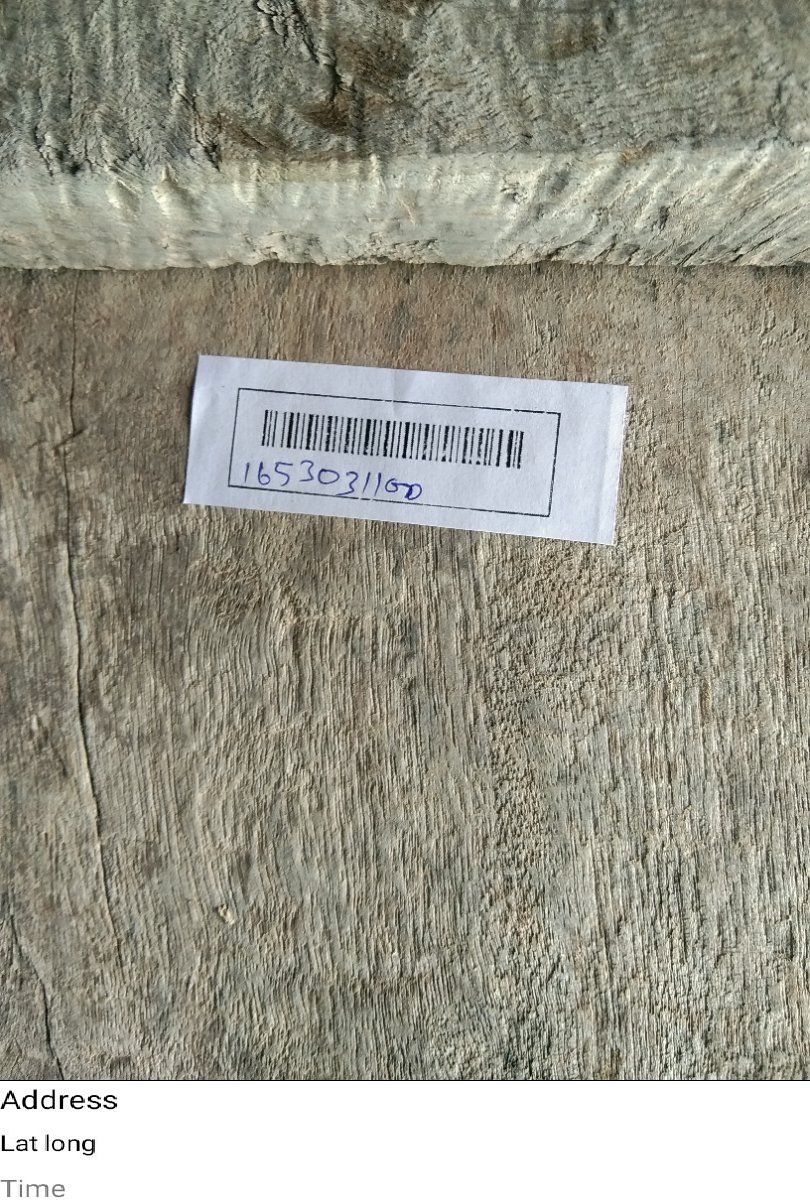 1653031100
Address
Lat long
Time